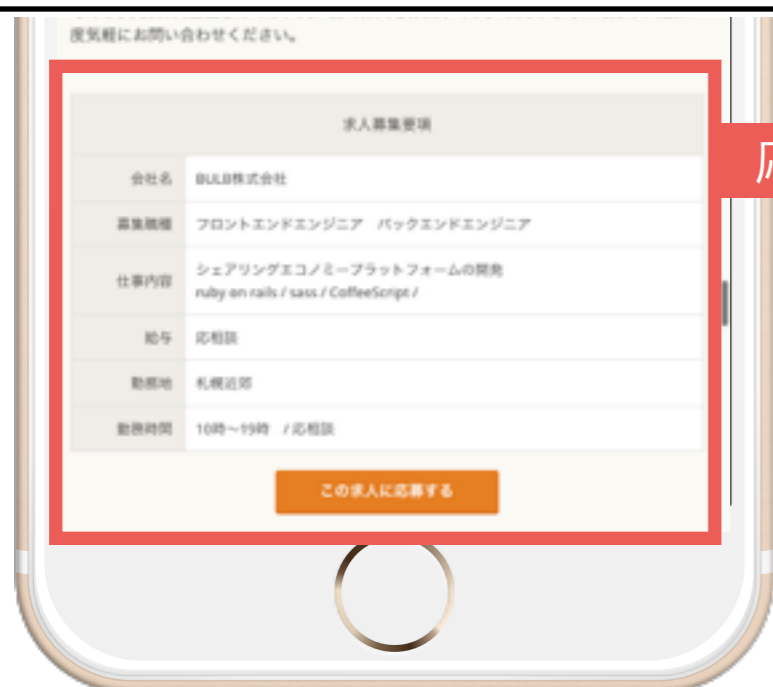 度気軽にお問い合わせください。
求人募集要項
会社名 BULB株式会社
募集職種 フロントエンドエンジニア　バックエンドエンジニア
仕事内容 シェアリングエコノミープラットフォームの開発
ruby on rails / sass / CoffeeScript /
給与 応相談
勤務地 札幌近郊
勤務時間 10時〜19時　/ 応相談
この求人に応募する